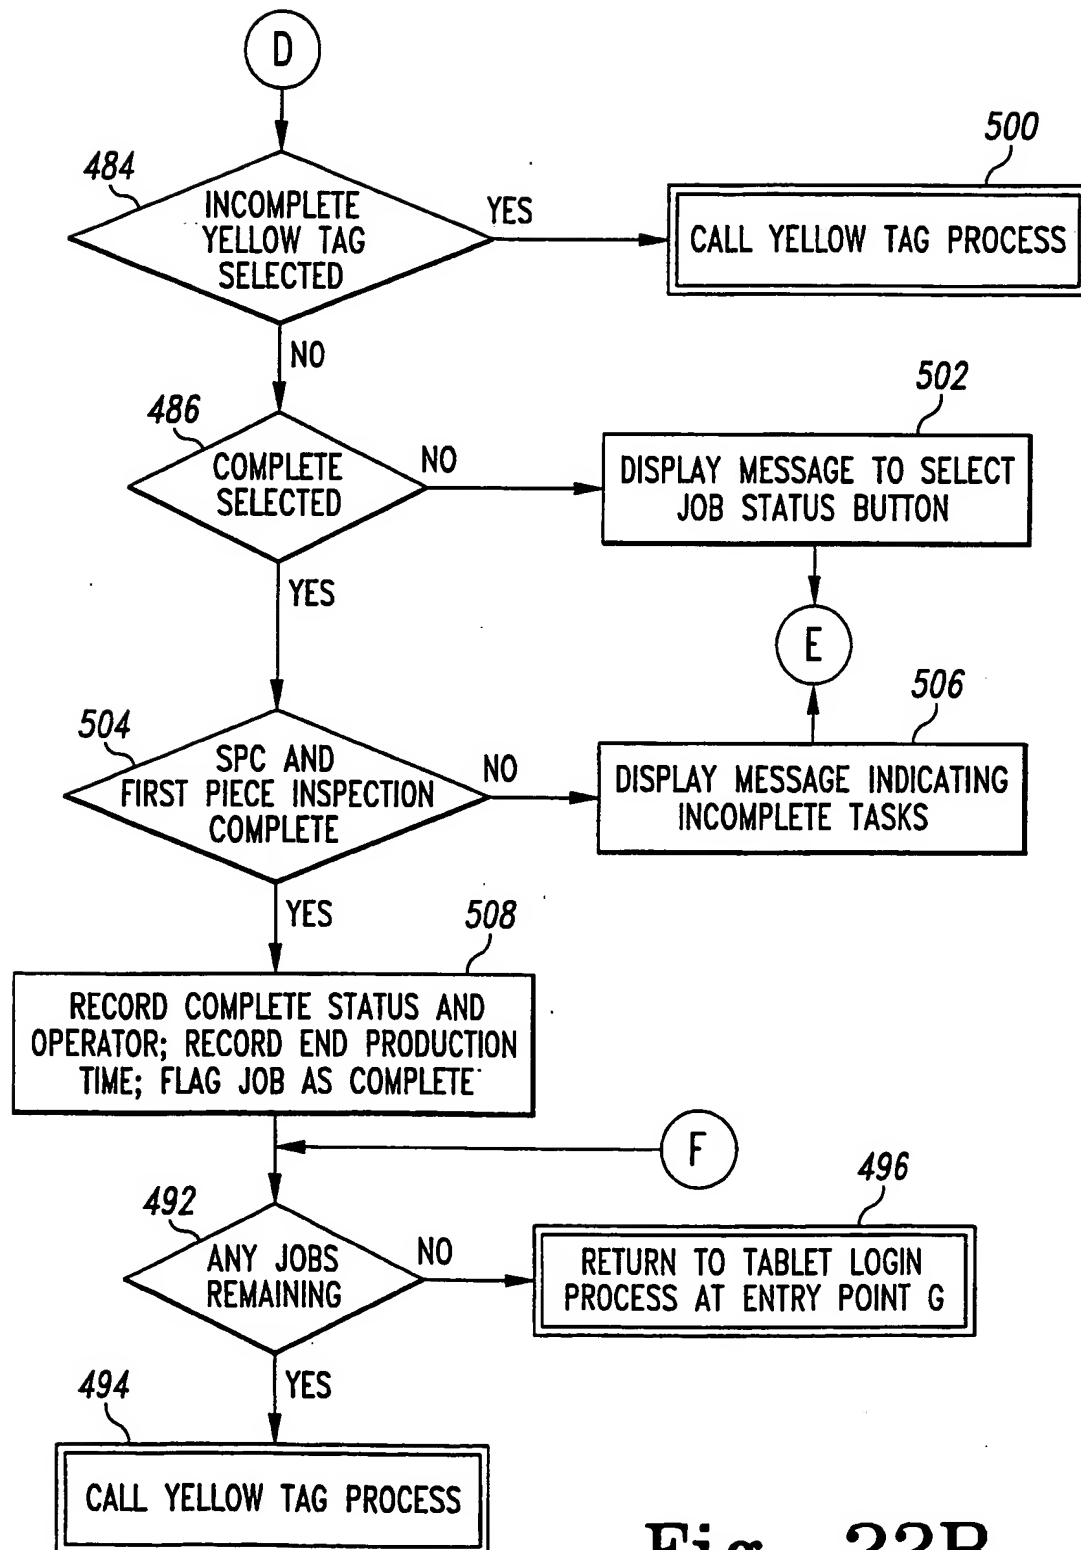 D
484
INCOMPLETE
YELLOW TAG
SELECTED
YES
500
CALL YELLOW TAG PROCESS
NO
486
COMPLETE
SELECTED
NO
502
DISPLAY MESSAGE TO SELECT
JOB STATUS BUTTON
YES
E
504
SPC AND
FIRST PIECE INSPECTION
COMPLETE
NO
506
DISPLAY MESSAGE INDICATING
INCOMPLETE TASKS
YES
508
RECORD COMPLETE STATUS AND
OPERATOR; RECORD END PRODUCTION
TIME; FLAG JOB AS COMPLETE
F
492
ANY JOBS
REMAINING
NO
496
RETURN TO TABLET LOGIN
PROCESS AT ENTRY POINT G
YES
494
CALL YELLOW TAG PROCESS
Fig. 22B